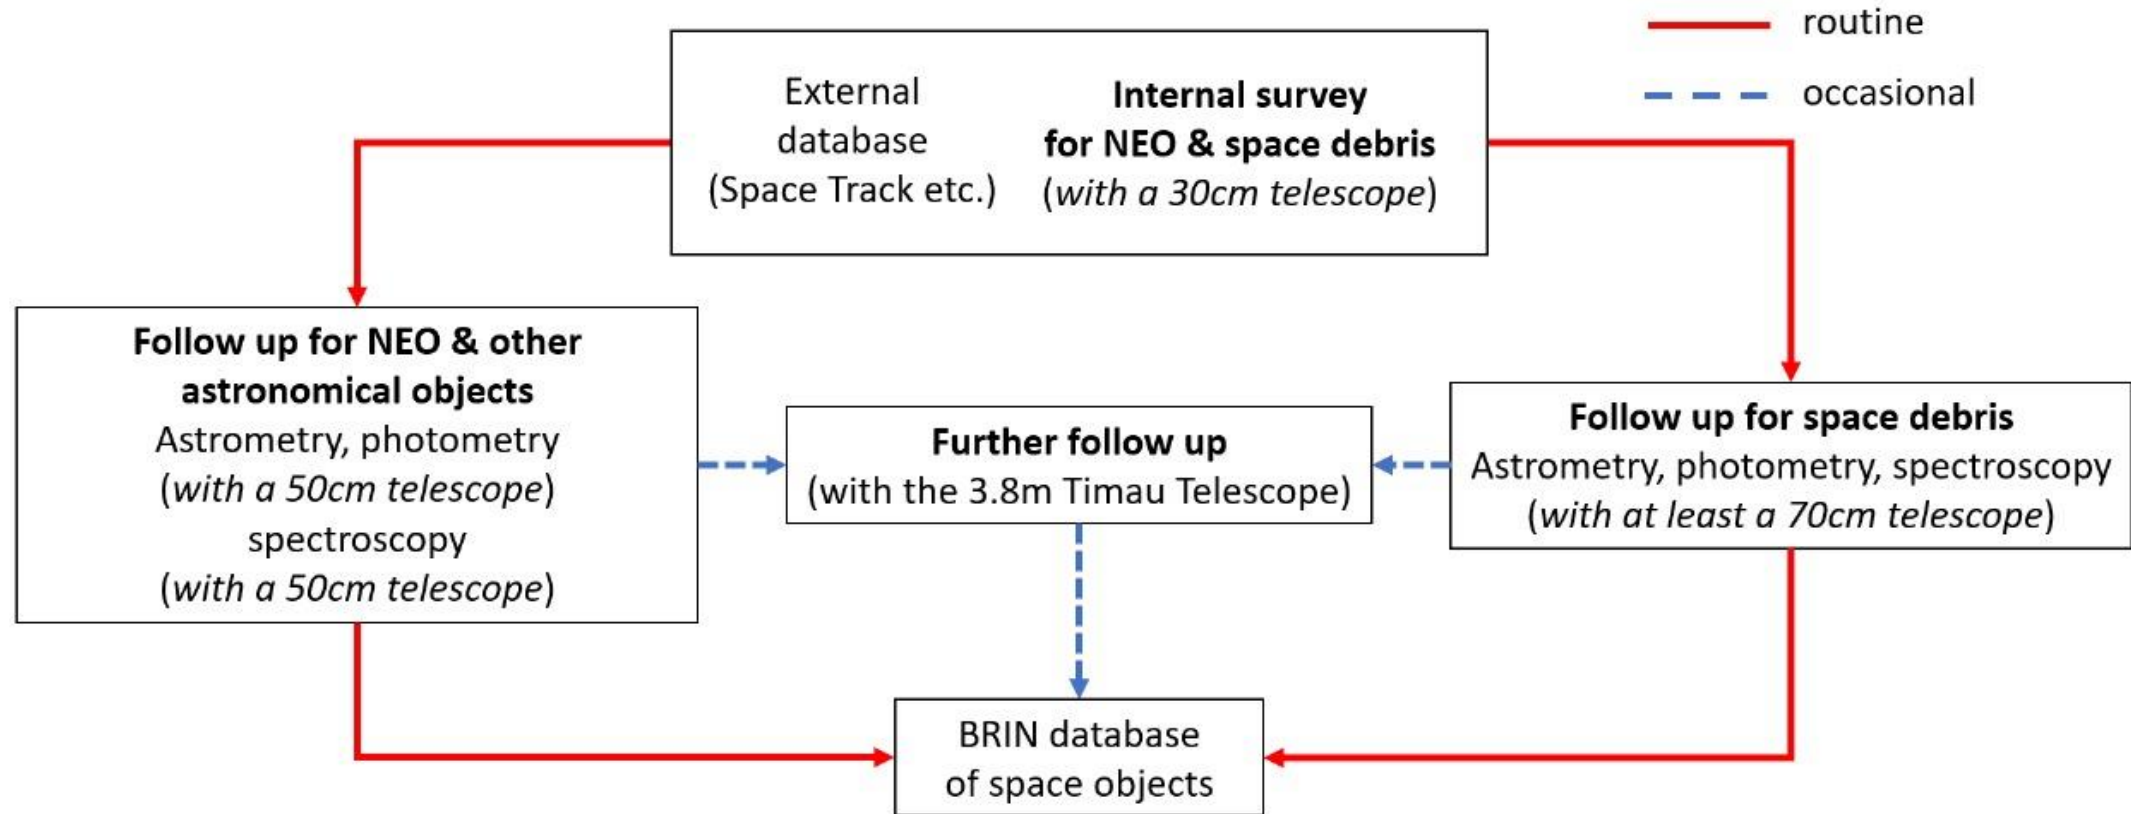 routine
occasional
External
database
(Space Track etc.)
Internal survey
for NEO & space debris
(with a 30cm telescope)
Follow up for NEO & other
astronomical objects
Astrometry, photometry
(with a 50cm telescope)
spectroscopy
(with a 50cm telescope)
Further follow up
(with the 3.8m Timau Telescope)
Follow up for space debris
Astrometry, photometry, spectroscopy
(with at least a 70cm telescope)
BRIN database
of space objects